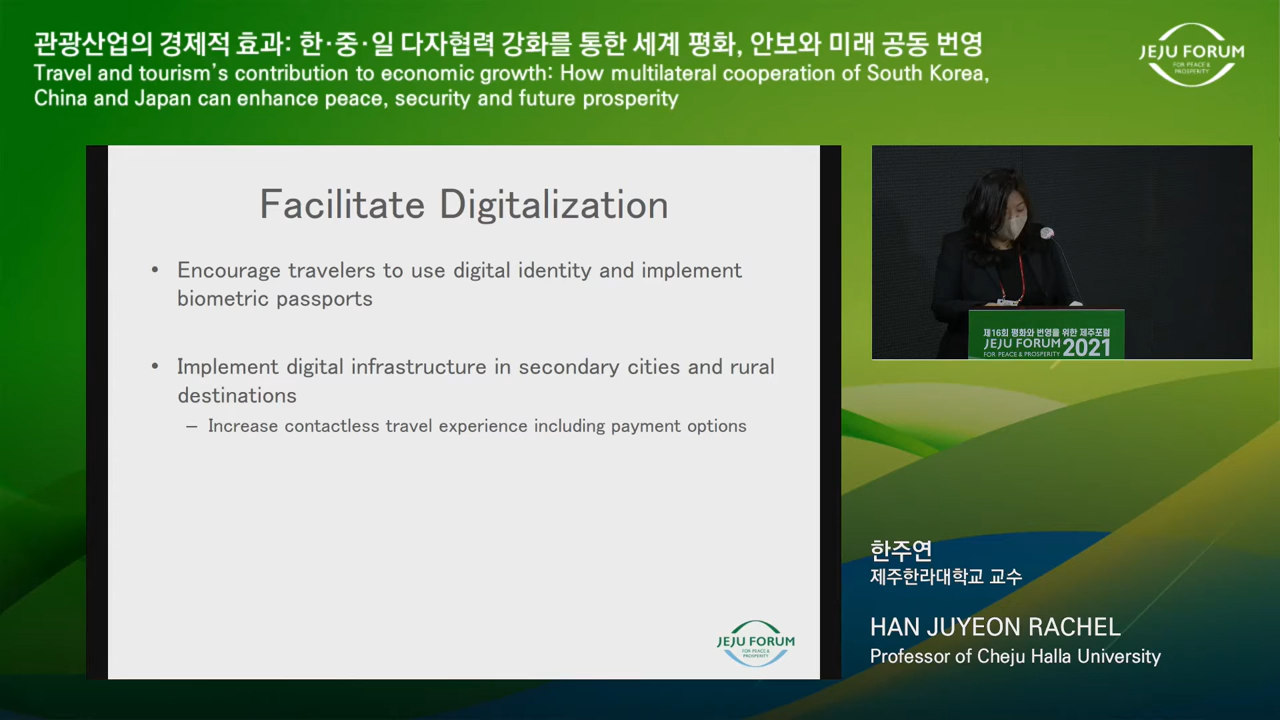 관광산업의 경제적 효과: 한·중·일 다자협력 강화를 통한 세계 평화, 안보와 미래 공동 번영
Travel and tourism's contribution to economic growth: How multilateral cooperation of South Korea,
China and Japan can enhance peace, security and future prosperity
JEJU FORUM
FOR PEACE &
PROSPERITY
Facilitate Digitalization
• Encourage travelers to use digital identity and implement
biometric passports
• Implement digital infrastructure in secondary cities and rural
destinations
– Increase contactless travel experience including payment options
JEJU FORUM
FOR PEACE &
PROSPERITY
제16회 평화와 번영을 위한 제주포럼
JEJU FORUM
FOR PEACE & PROSPERITY 2021
한주연
제주한라대학교 교수
HAN JUYEON RACHEL
Professor of Cheju Halla University